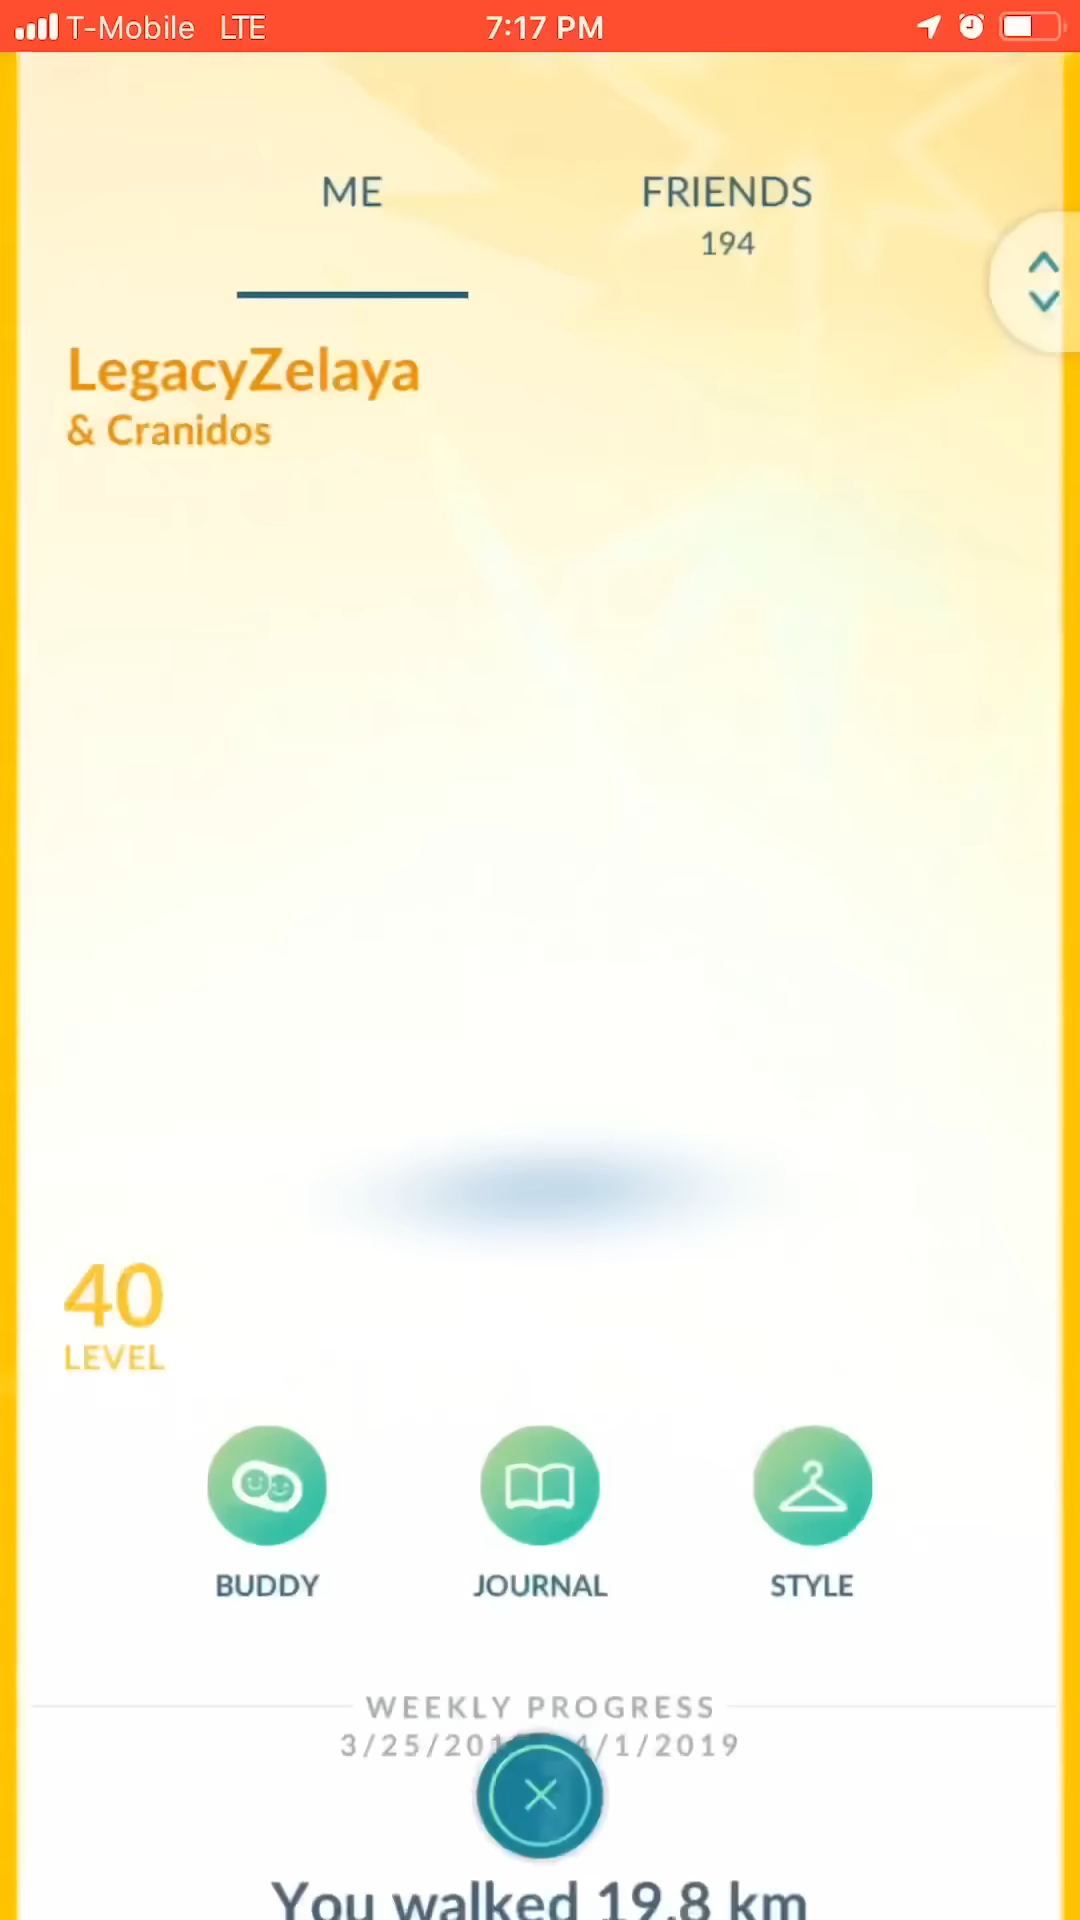 T-Mobile LTE 7:17 PM
ME FRIENDS
194
LegacyZelaya
& Cranidos
40
LEVEL
BUDDY JOURNAL STYLE
WEEKLY PROGRESS
3/25/201 4/1/2019
You walked 19.8 km